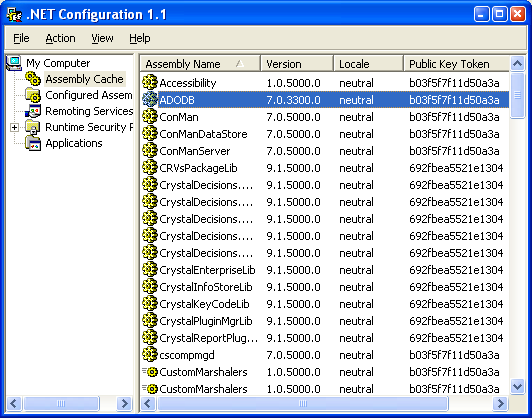 .NET Configuration 1.1
File Action View Help
My Computer
Assembly Cache
Configured Assem
Remoting Services
Runtime Security P
Applications
Assembly Name Version Locale Public Key Token
Accessibility 1.0.5000.0 neutral b03f5f7f11d50a3a
ADODB 7.0.3300.0 neutral b03f5f7f11d50a3a
ConMan 7.0.5000.0 neutral b03f5f7f11d50a3a
ConManDataStore 7.0.5000.0 neutral b03f5f7f11d50a3a
ConManServer 7.0.5000.0 neutral b03f5f7f11d50a3a
CRVsPackageLib 9.1.5000.0 neutral 692fbea5521e1304
CrystalDecisions.... 9.1.5000.0 neutral 692fbea5521e1304
CrystalDecisions.... 9.1.5000.0 neutral 692fbea5521e1304
CrystalDecisions.... 9.1.5000.0 neutral 692fbea5521e1304
CrystalDecisions.... 9.1.5000.0 neutral 692fbea5521e1304
CrystalDecisions.... 9.1.5000.0 neutral 692fbea5521e1304
CrystalEnterpriseLib 9.1.5000.0 neutral 692fbea5521e1304
CrystalInfoStoreLib 9.1.5000.0 neutral 692fbea5521e1304
CrystalKeyCodeLib 9.1.5000.0 neutral 692fbea5521e1304
CrystalPluginMgrLib 9.1.5000.0 neutral 692fbea5521e1304
CrystalReportPlug... 9.1.5000.0 neutral 692fbea5521e1304
cscompmgd 7.0.5000.0 neutral b03f5f7f11d50a3a
CustomMarshalers 1.0.5000.0 neutral b03f5f7f11d50a3a
CustomMarshalers 1.0.5000.0 neutral b03f5f7f11d50a3a